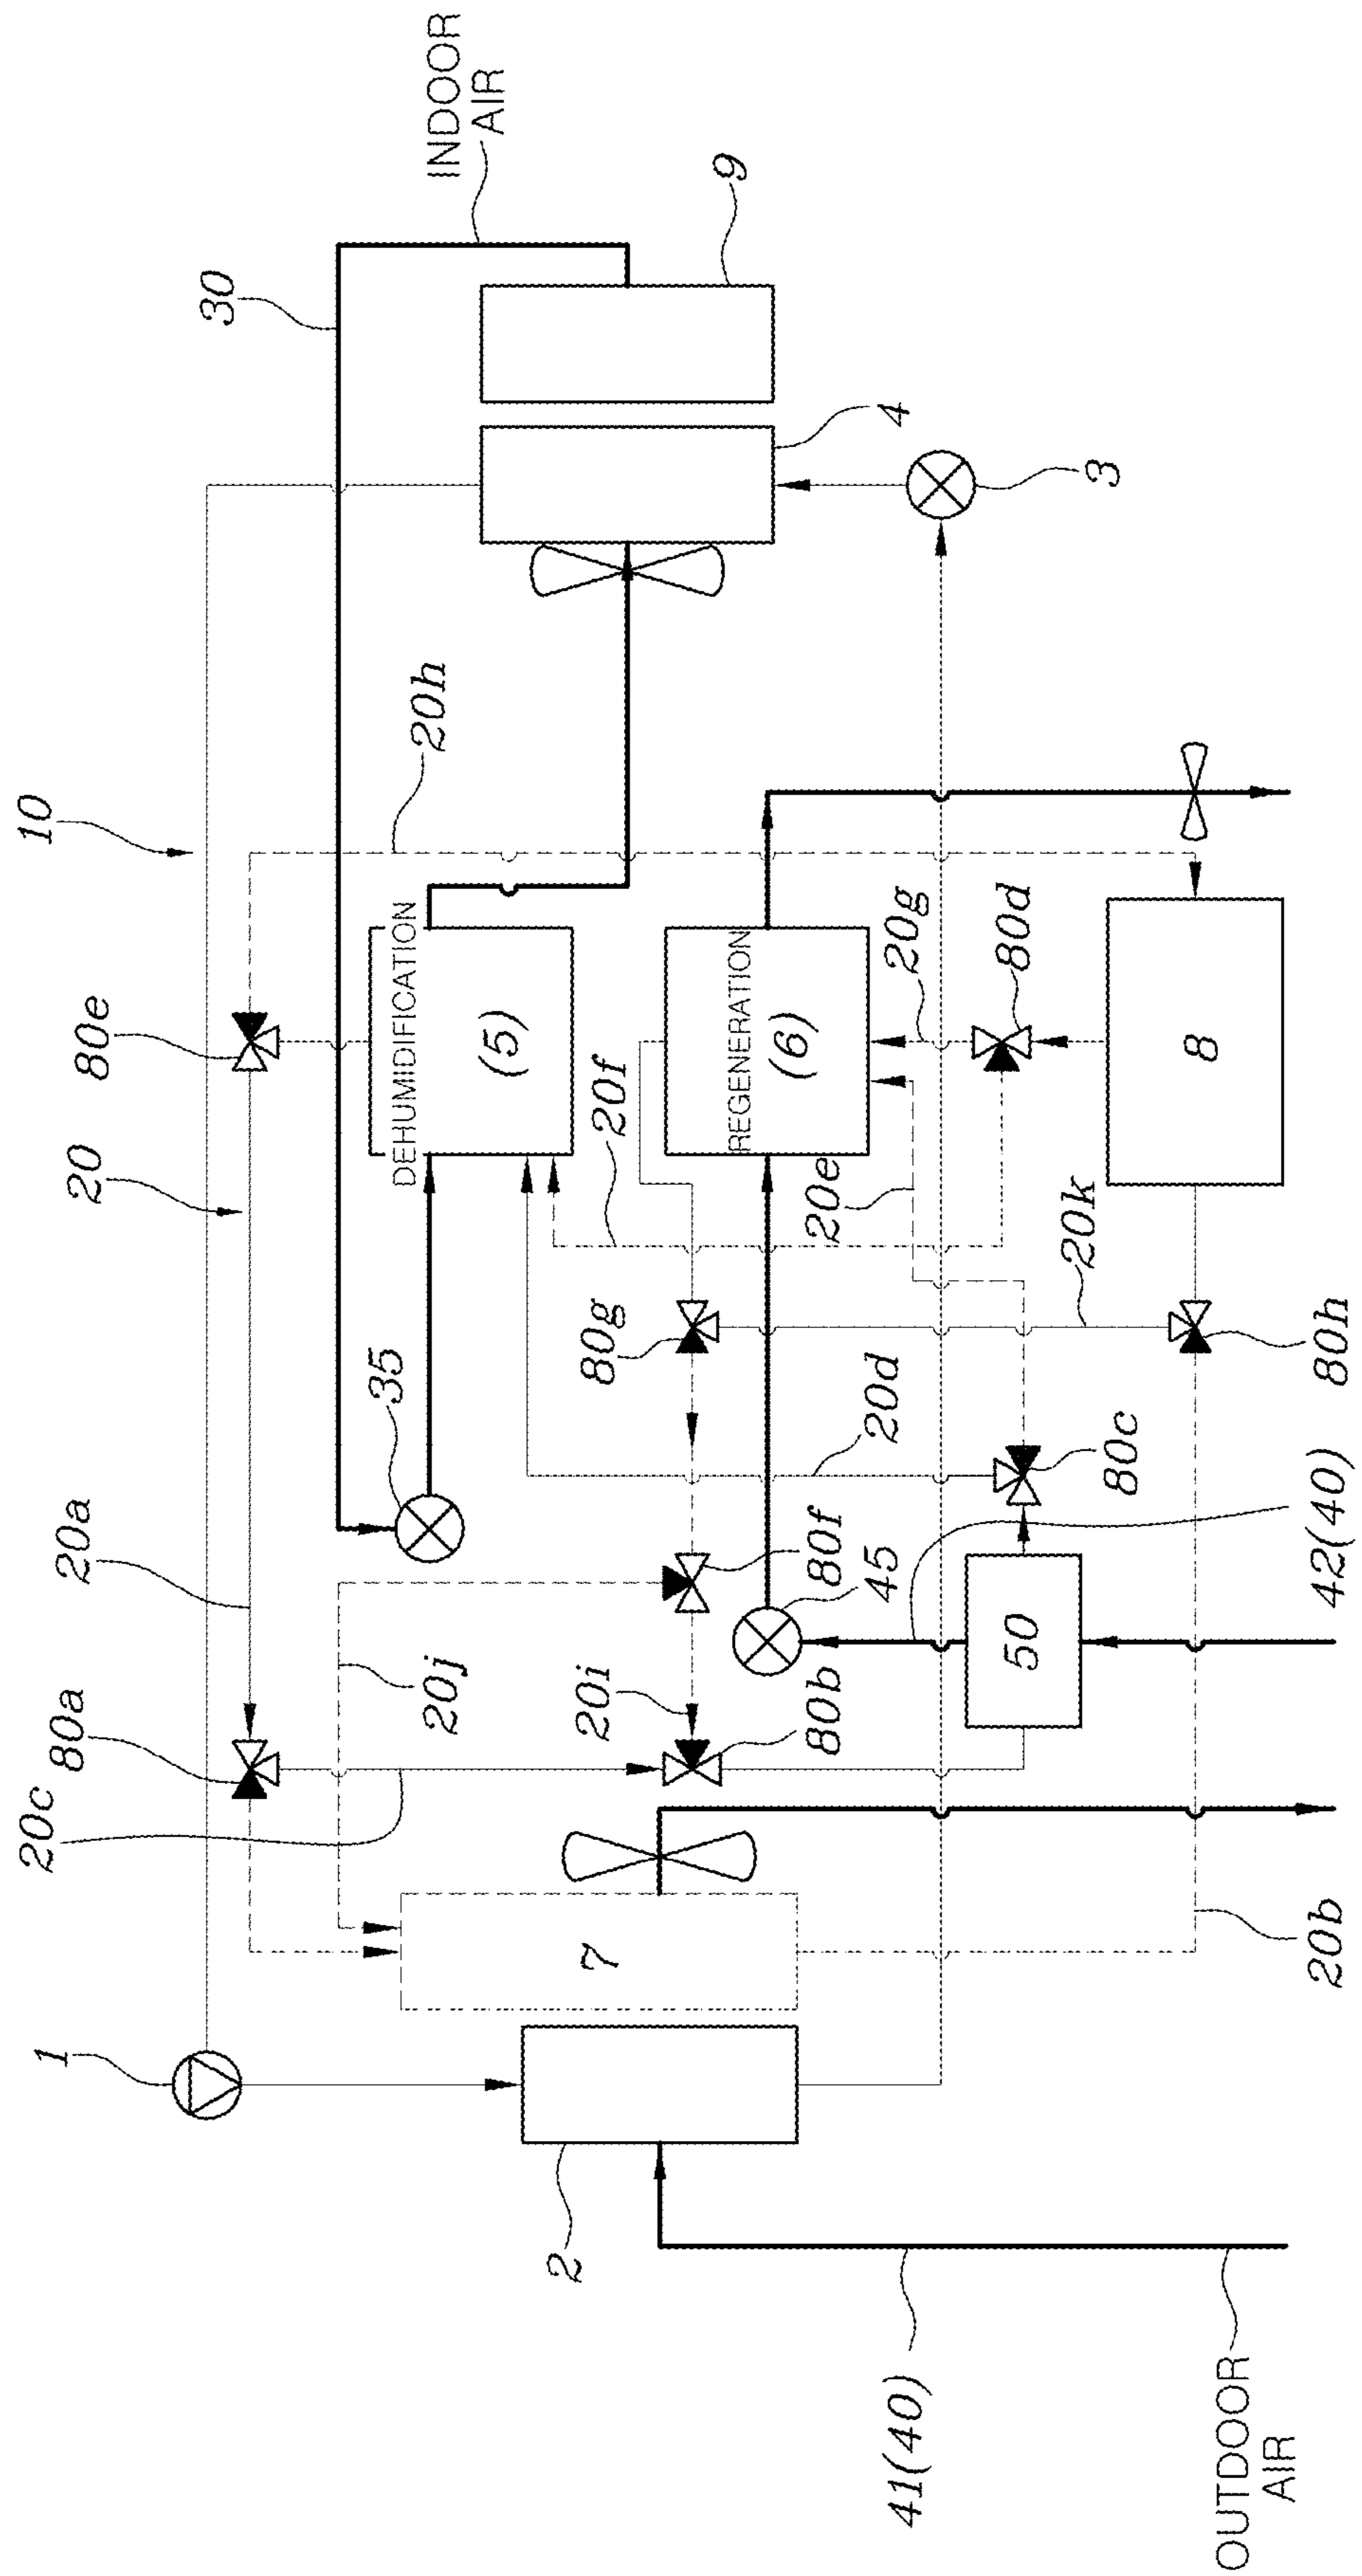 10
20
30
INDOOR
AIR
1
20c
80a
20a
80e
20h
35
DEHUMIDIFICATION
(5)
9
4
3
2
7
20j
20i
80b
80f
45
80g
20f
20d
20e
REGENERATION
(6)
20g
80d
8
20k
80h
80c
50
42(40)
20b
41(40)
OUTDOOR
AIR